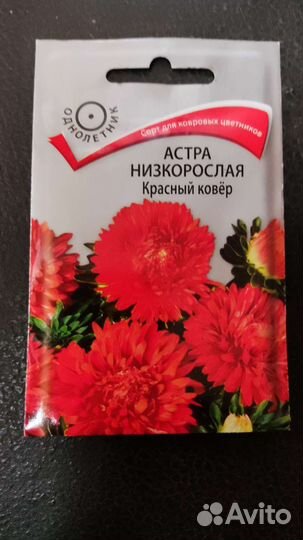 ОДНОЛЕТНИК
Сорт для ковровых цветников
АСТРА
НИЗКОРОСЛАЯ
Красный ковёр
Avito